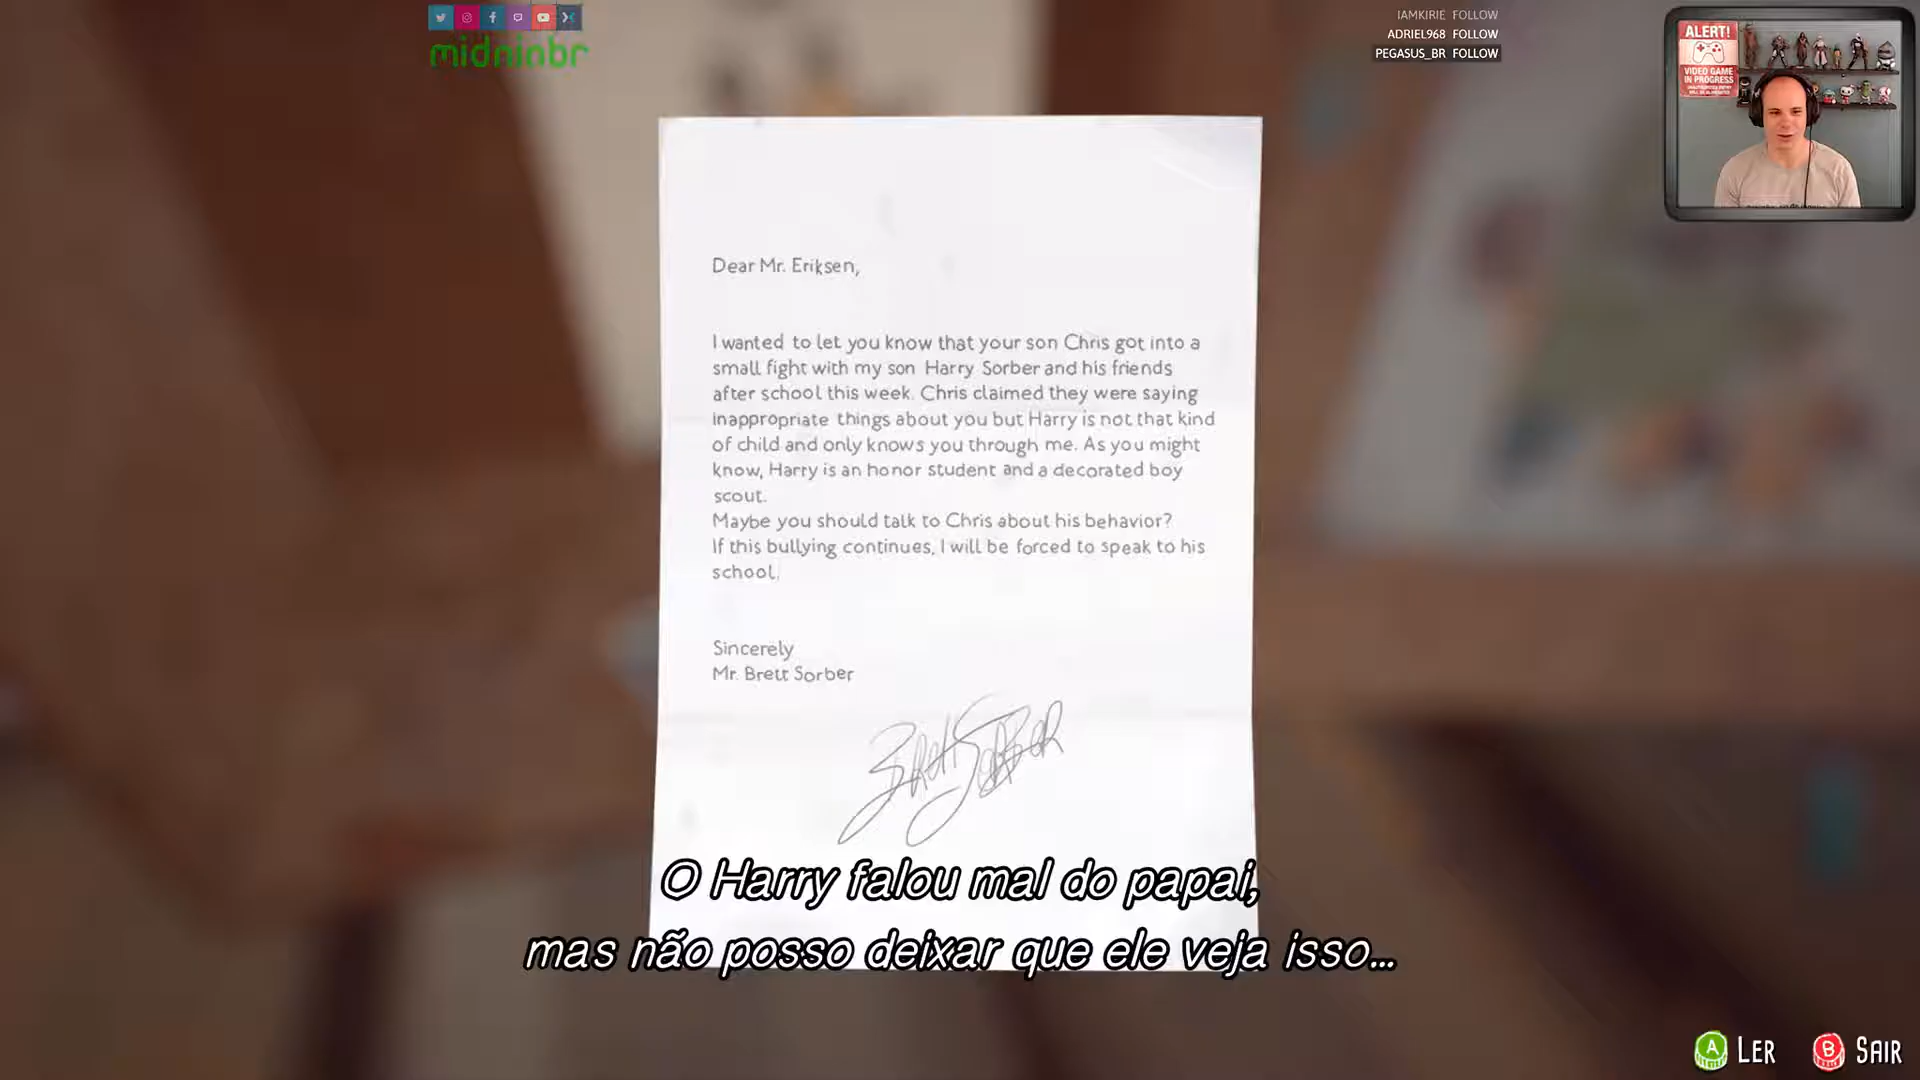 midninbr
IAMKIRIE FOLLOW
ADRIEL968 FOLLOW
PEGASUS_BR FOLLOW
ALERT!
VIDEO GAME
IN PROGRESS
Dear Mr. Eriksen,
I wanted to let you know that your son Chris got into a
small fight with my son Harry Sorber and his friends
after school this week. Chris claimed they were saying
inappropriate things about you but Harry is not that kind
of child and only knows you through me. As you might
know, Harry is an honor student and a decorated boy
scout.
Maybe you should talk to Chris about his behavior?
If this bullying continues, I will be forced to speak to his
school.
Sincerely
Mr. Brett Sorber
Brett Sorber
O Harry falou mal do papai,
mas não posso deixar que ele veja isso...
A LER B SAIR